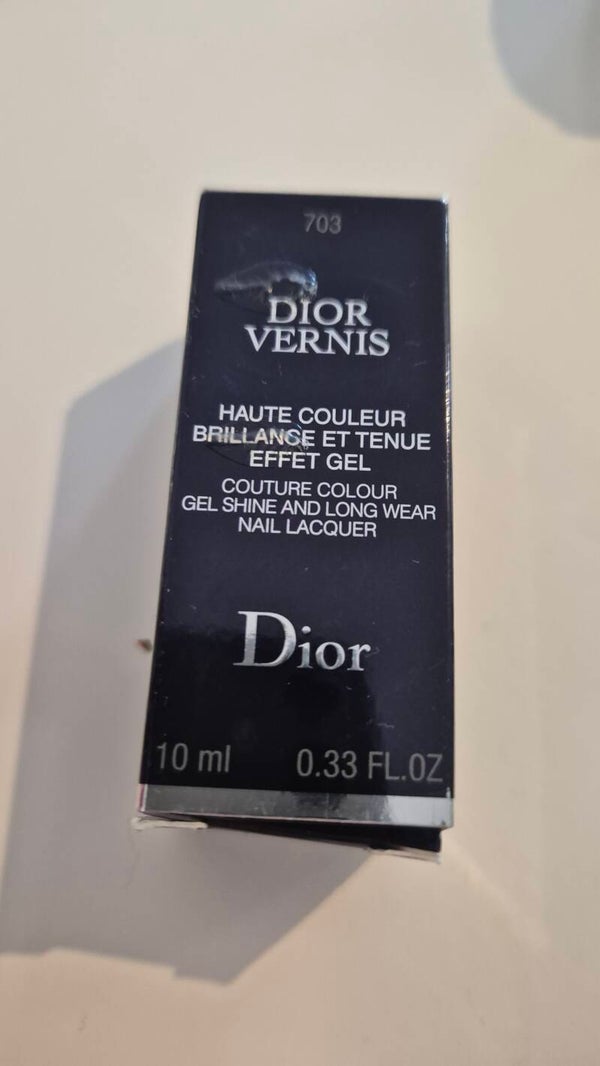 703
DIOR
VERNIS
HAUTE COULEUR
BRILLANCE ET TENUE
EFFET GEL
COUTURE COLOUR
GEL SHINE AND LONG WEAR
NAIL LACQUER
Dior
10 ml 0.33 FL.OZ